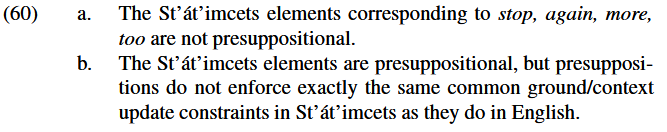 (60) a. The St’át’imcets elements corresponding to stop, again, more,
too are not presuppositional.
b. The St’át’imcets elements are presuppositional, but presupposi-
tions do not enforce exactly the same common ground/context
update constraints in St’át’imcets as they do in English.